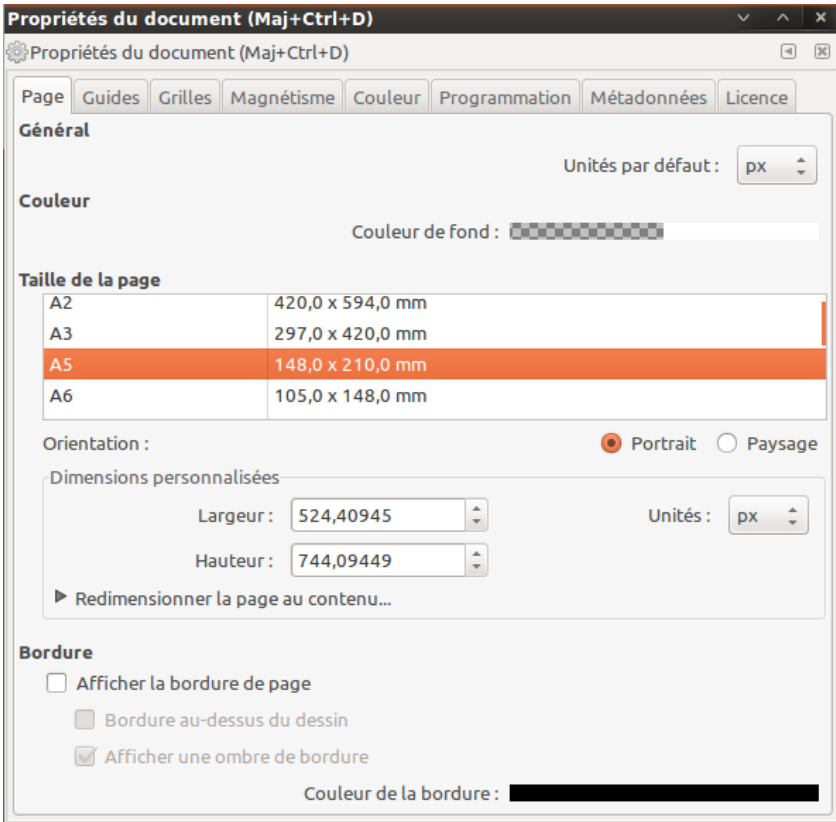 Propriétés du document (Maj+Ctrl+D)
Propriétés du document (Maj+Ctrl+D)
Page Guides Grilles Magnétisme Couleur Programmation Métadonnées Licence
Général
Unités par défaut : px
Couleur
Couleur de fond :
Taille de la page
A2 420,0 x 594,0 mm
A3 297,0 x 420,0 mm
A5 148,0 x 210,0 mm
A6 105,0 x 148,0 mm
Orientation : Portrait Paysage
Dimensions personnalisées
Largeur : 524,40945 Unités : px
Hauteur : 744,09449
Redimensionner la page au contenu...
Bordure
Afficher la bordure de page
Bordure au-dessus du dessin
Afficher une ombre de bordure
Couleur de la bordure :